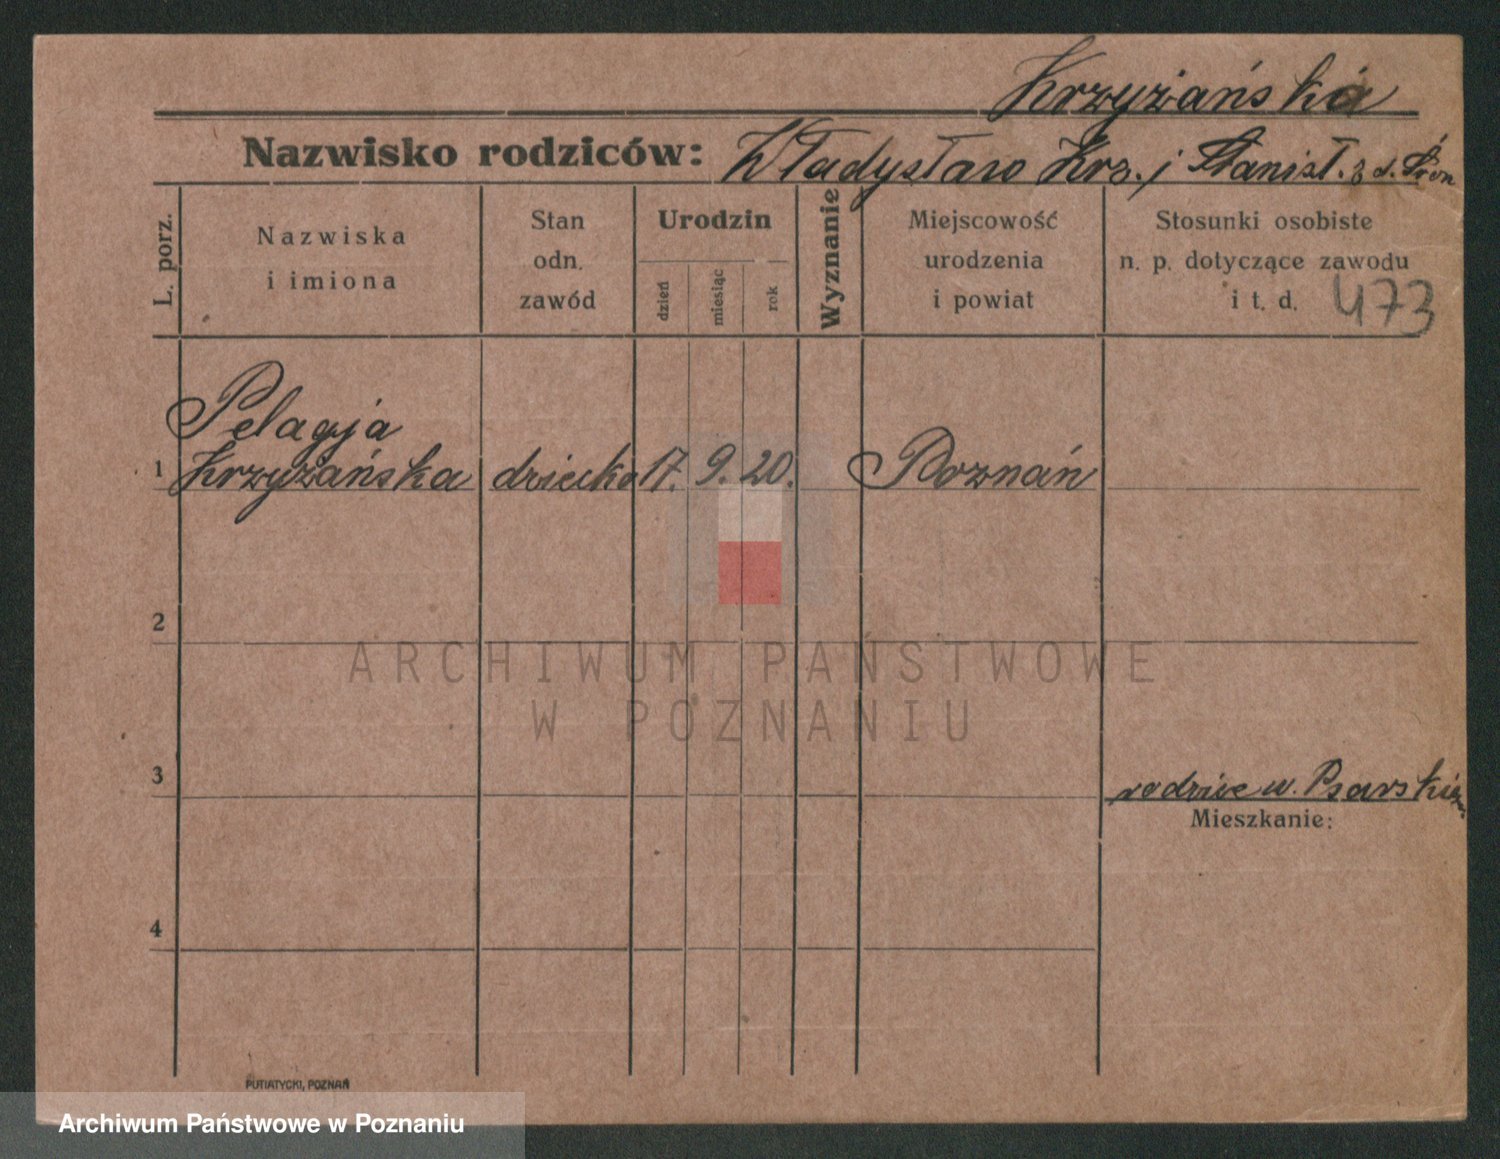 Krzyżańska
Nazwisko rodziców: Władysław Krz. i Stanisł. z d.
L. porz.
Nazwiska
i imiona
Stan
odn.
zawód
Urodzin
dzień
miesiąc
rok
Wyznanie
Miejscowość
urodzenia
i powiat
Stosunki osobiste
n. p. dotyczące zawodu
i t. d. 473
Pelagja
1 Krzyżańska dziecko 17. 9. 20. Poznań
2
ARCHIWUM PAŃSTWOWE
W POZNANIU
3
rodzice w.
Mieszkanie:
4
PUTIATYCKI, POZNAŃ
Archiwum Państwowe w Poznaniu